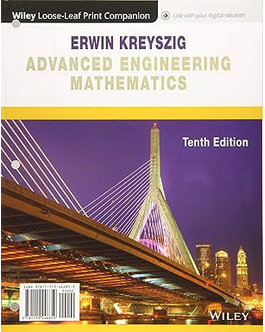 Wiley Loose-Leaf Print Companion
Use with your digital solution
ERWIN KREYSZIG
ADVANCED ENGINEERING
MATHEMATICS
Tenth Edition
WILEY